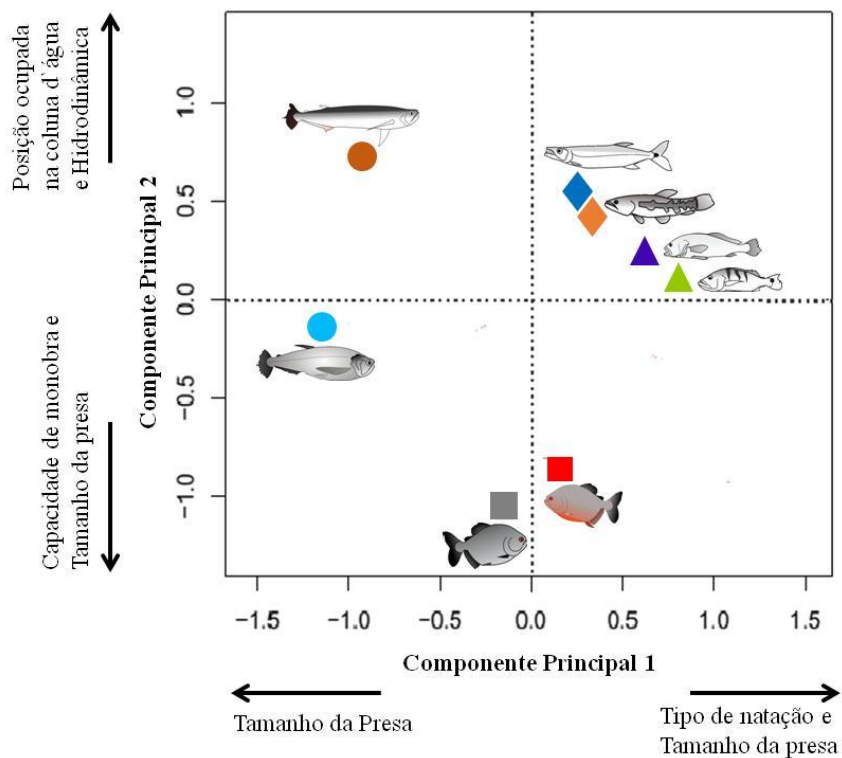 Posição ocupada
na coluna d`água
e Hidrodinâmica
Capacidade de monobra e
Tamanho da presa
Componente Principal 2
1.0
0.5
0.0
−0.5
−1.0
−1.5
−1.0
−0.5
0.0
0.5
1.0
1.5
Componente Principal 1
Tamanho da Presa
Tipo de natação e
Tamanho da presa